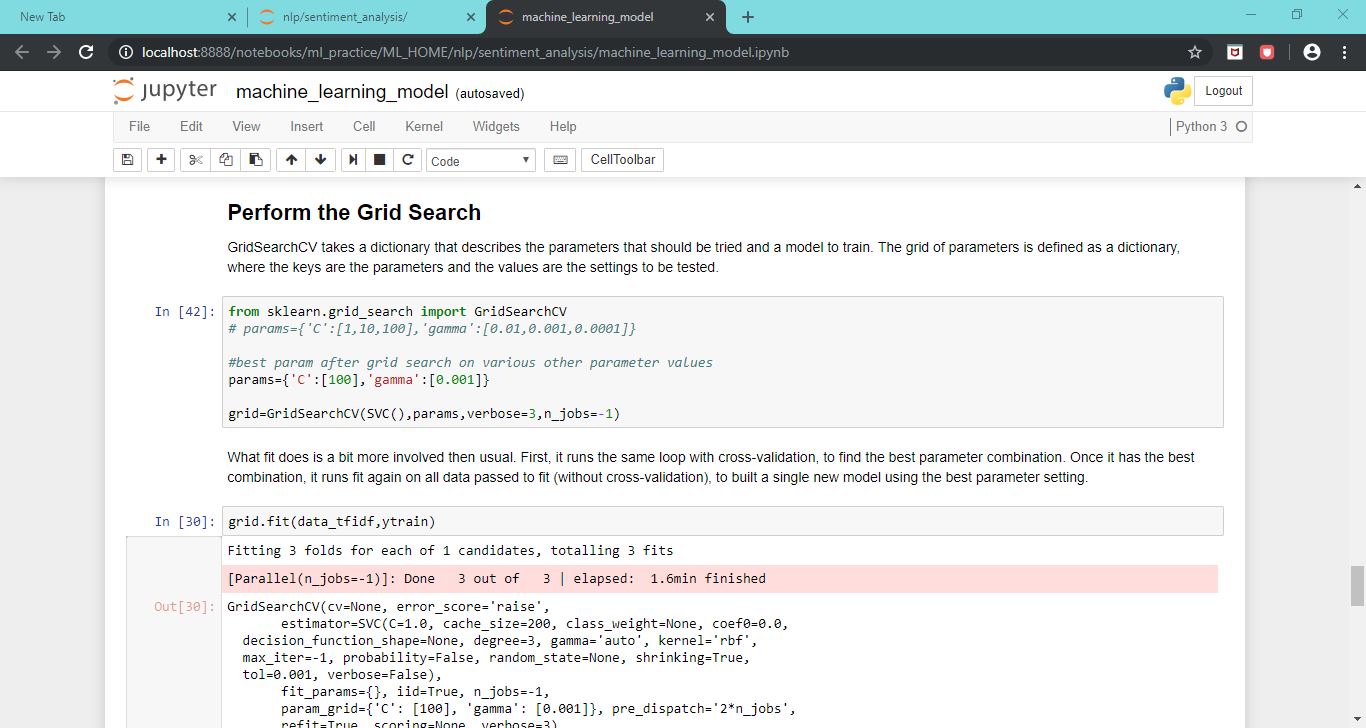 New Tab
nlp/sentiment_analysis/
machine_learning_model
localhost:8888/notebooks/ml_practice/ML_HOME/nlp/sentiment_analysis/machine_learning_model.ipynb
jupyter machine_learning_model (autosaved)
Logout
File Edit View Insert Cell Kernel Widgets Help
Python 3
Code
CellToolbar
Perform the Grid Search
GridSearchCV takes a dictionary that describes the parameters that should be tried and a model to train. The grid of parameters is defined as a dictionary,
where the keys are the parameters and the values are the settings to be tested.
In [42]:
from sklearn.grid_search import GridSearchCV
# params={'C':[1,10,100],'gamma':[0.01,0.001,0.0001]}
#best param after grid search on various other parameter values
params={'C':[100],'gamma':[0.001]}
grid=GridSearchCV(SVC(),params,verbose=3,n_jobs=-1)
What fit does is a bit more involved then usual. First, it runs the same loop with cross-validation, to find the best parameter combination. Once it has the best
combination, it runs fit again on all data passed to fit (without cross-validation), to built a single new model using the best parameter setting.
In [30]:
grid.fit(data_tfidf,ytrain)
Fitting 3 folds for each of 1 candidates, totalling 3 fits
[Parallel(n_jobs=-1)]: Done   3 out of   3 | elapsed:  1.6min finished
Out[30]:
GridSearchCV(cv=None, error_score='raise',
       estimator=SVC(C=1.0, cache_size=200, class_weight=None, coef0=0.0,
  decision_function_shape=None, degree=3, gamma='auto', kernel='rbf',
  max_iter=-1, probability=False, random_state=None, shrinking=True,
  tol=0.001, verbose=False),
       fit_params={}, iid=True, n_jobs=-1,
       param_grid={'C': [100], 'gamma': [0.001]}, pre_dispatch='2*n_jobs',
       refit=True, scoring=None, verbose=3)